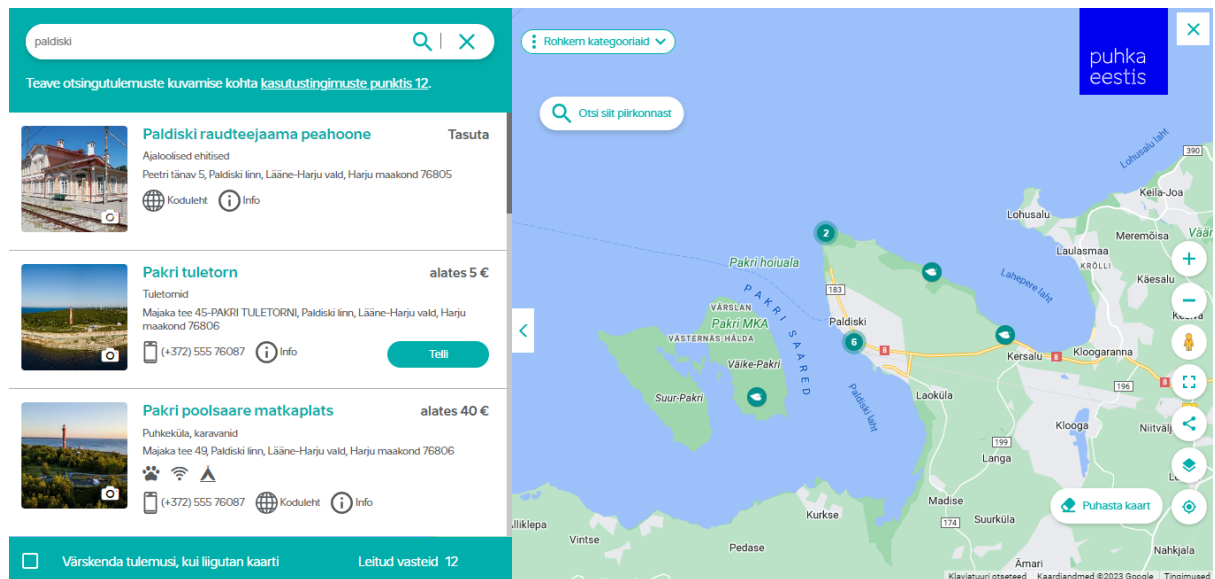 paldiski
Teave otsingutulemuste kuvamise kohta kasutustingimuste punktis 12.
Paldiski raudteejaama peahoone
Tasuta
Ajaloolised ehitised
Peetri tänav 5, Paldiski linn, Lääne-Harju vald, Harju maakond 76805
Koduleht Info
Pakri tuletorn
alates 5 €
Tuletornid
Majaka tee 45-PAKRI TULETORNI, Paldiski linn, Lääne-Harju vald, Harju
maakond 76806
(+372) 555 76087 Info
Telli
Pakri poolsaare matkaplats
alates 40 €
Puhkeküla, karavanid
Majaka tee 49, Paldiski linn, Lääne-Harju vald, Harju maakond 76806
(+372) 555 76087 Koduleht Info
Värskenda tulemusi, kui liigutan kaarti
Leitud vasteid 12
Rohkem kategooriaid
Otsi siit piirkonnast
puhka
eestis
Lohusalu laht
390
Keila-Joa
Lohusalu
Meremõisa
Laulasmaa
KRÖLLI
Käesalu
2
Pakri hoiuala
Lahepere laht
183
PAKRI SAARED
VÄRSLAN
Pakri MKA
VÄSTERNÄS-HÄLDA
Paldiski
6
8
Kersalu
8
Kloogaranna
Väike-Pakri
8
Suur-Pakri
Paldiski laht
Laoküla
196
Klooga
199
Langa
Madise
174
Suurküla
Puhasta kaart
Kurkse
Vintse
Pedase
Ämari
Nahkjala
Klaviatuuri otseteed
Kaardiandmed ©2023 Google
Tingimused